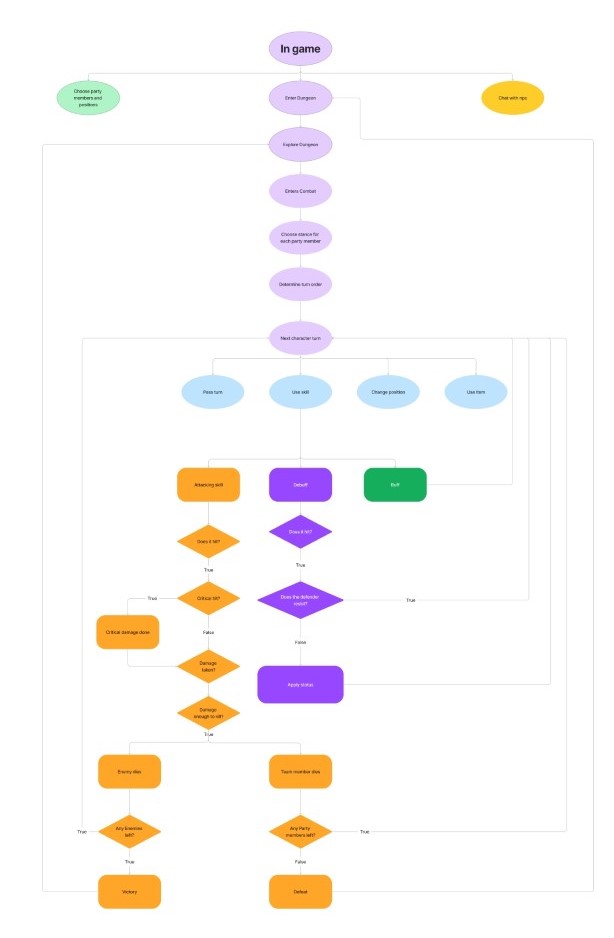 In game
Choose party
members and
positions
Enter Dungeon
Chat with npc
Explore Dungeon
Enters Combat
Choose stance for
each party member
Determine turn order
Next character turn
Pass turn
Use skill
Change position
Use item
Attacking skill
Debuff
Buff
Does it hit?
Does it hit?
True
True
True
Critical hit?
Does the defender
resist?
True
Critical damage done
False
False
Damage
taken?
Apply status
Damage
enough to kill?
True
Enemy dies
Team member dies
True
Any Enemies
left?
Any Party
members left?
True
True
False
Victory
Defeat